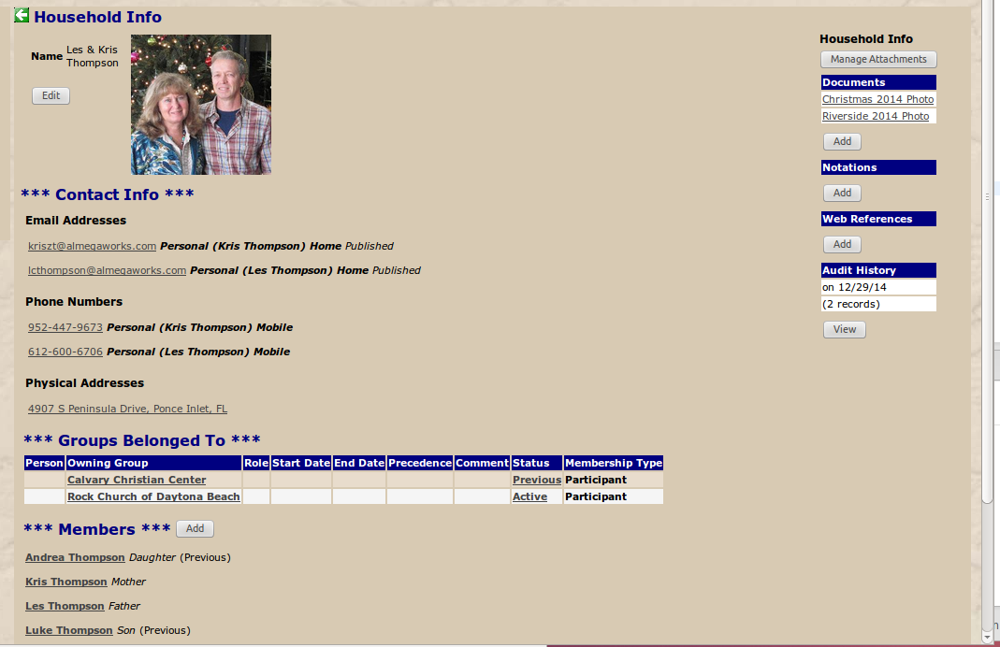 Household Info
Name Les & Kris
Thompson
Edit
*** Contact Info ***
Email Addresses
kriszt@almegaworks.com Personal (Kris Thompson) Home Published
lcthompson@almegaworks.com Personal (Les Thompson) Home Published
Phone Numbers
952-447-9673 Personal (Kris Thompson) Mobile
612-600-6706 Personal (Les Thompson) Mobile
Physical Addresses
4907 S Peninsula Drive, Ponce Inlet, FL
*** Groups Belonged To ***
Person Owning Group Role Start Date End Date Precedence Comment Status Membership Type
Calvary Christian Center Previous Participant
Rock Church of Daytona Beach Active Participant
*** Members *** Add
Andrea Thompson Daughter (Previous)
Kris Thompson Mother
Les Thompson Father
Luke Thompson Son (Previous)
Household Info
Manage Attachments
Documents
Christmas 2014 Photo
Riverside 2014 Photo
Add
Notations
Add
Web References
Add
Audit History
on 12/29/14
(2 records)
View